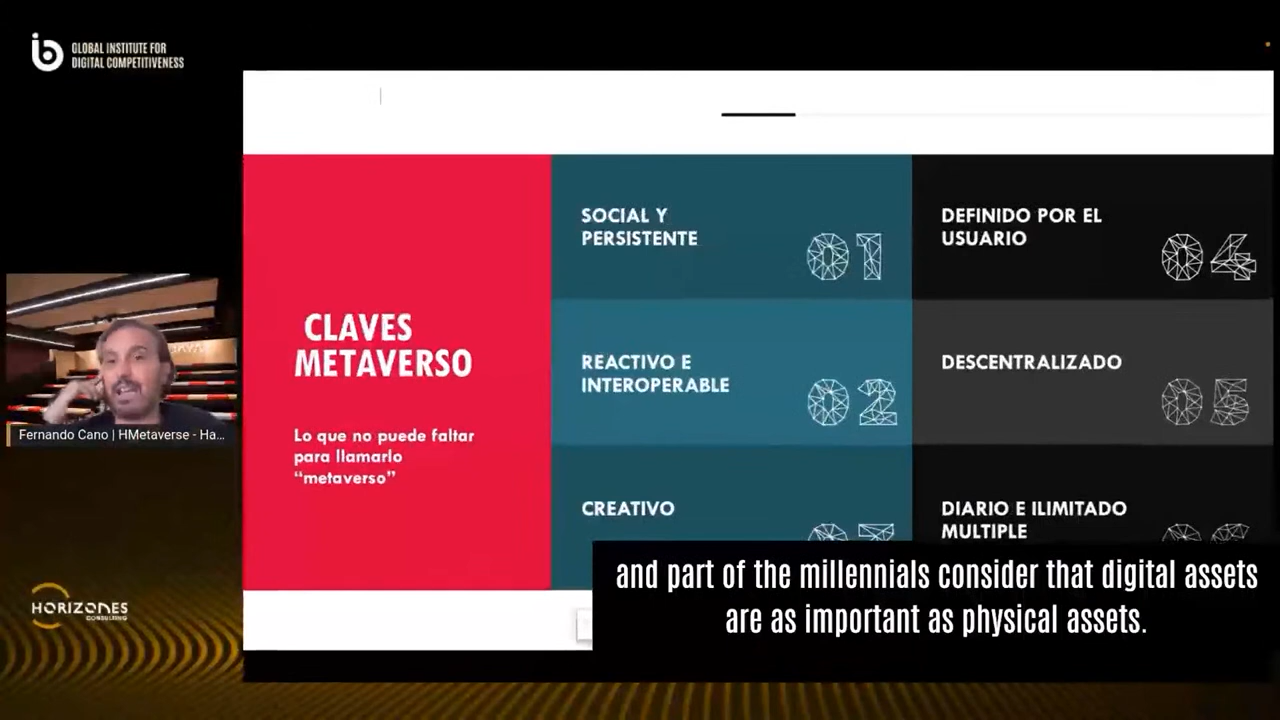 GLOBAL INSTITUTE FOR
DIGITAL COMPETITIVENESS
CLAVES
METAVERSO
Lo que no puede faltar
para llamarlo
“metaverso”
SOCIAL Y
PERSISTENTE
01
REACTIVO E
INTEROPERABLE
02
CREATIVO
03
DEFINIDO POR EL
USUARIO
04
DESCENTRALIZADO
05
DIARIO E ILIMITADO
MULTIPLE
06
Fernando Cano | HMetaverse - Ha...
HORIZONES
CONSULTING
and part of the millennials consider that digital assets
are as important as physical assets.